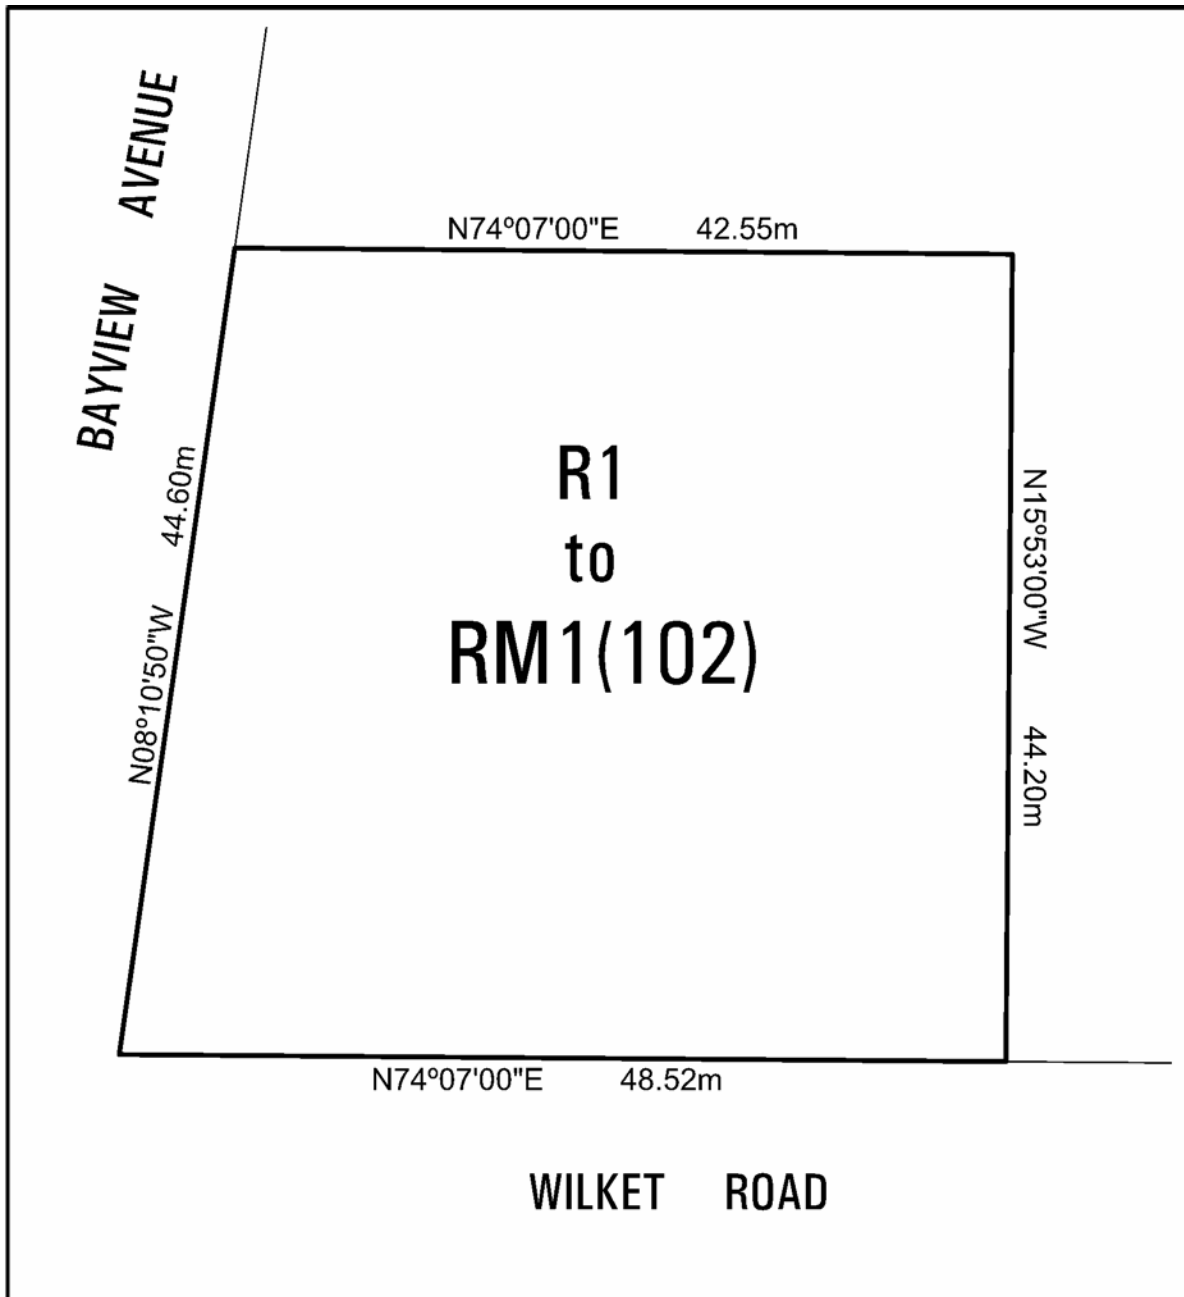 BAYVIEW AVENUE
N74º07'00"E 42.55m
N08º10'50"W 44.60m
R1
to
RM1(102)
N15º53'00"W 44.20m
N74º07'00"E 48.52m
WILKET ROAD